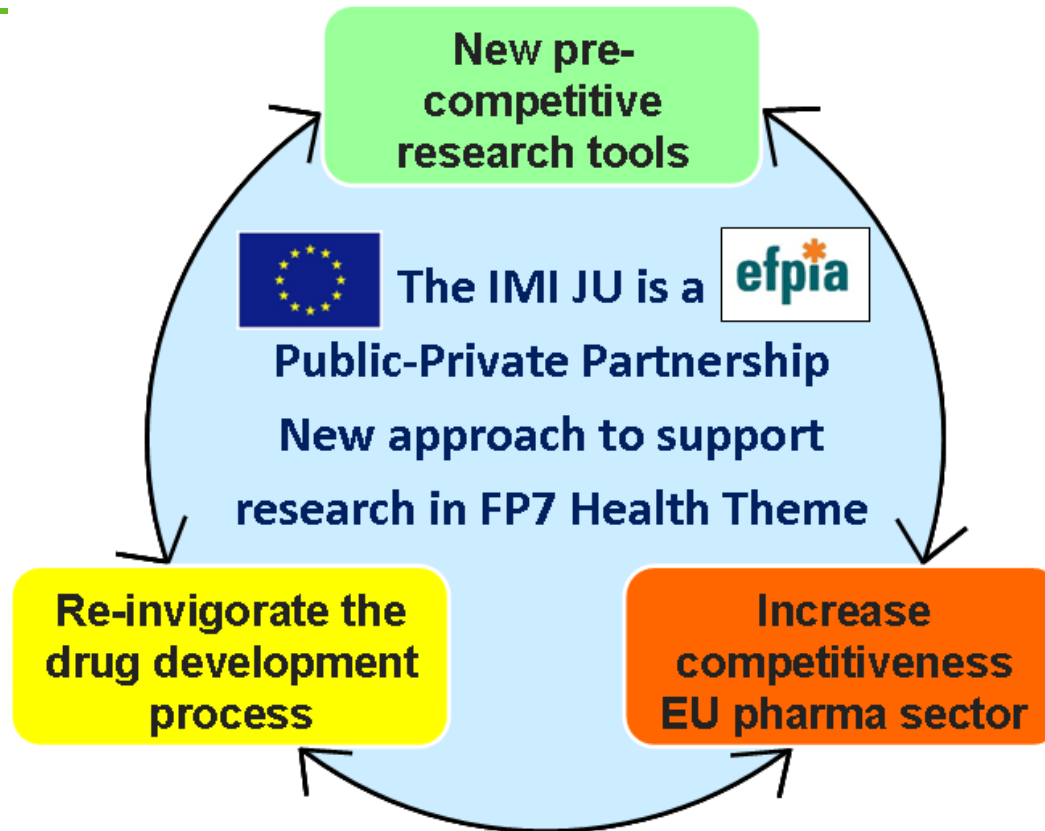 New pre-
competitive
research tools
The IMI JU is a
efpia
Public-Private Partnership
New approach to support
research in FP7 Health Theme
Re-invigorate the
drug development
process
Increase
competitiveness
EU pharma sector